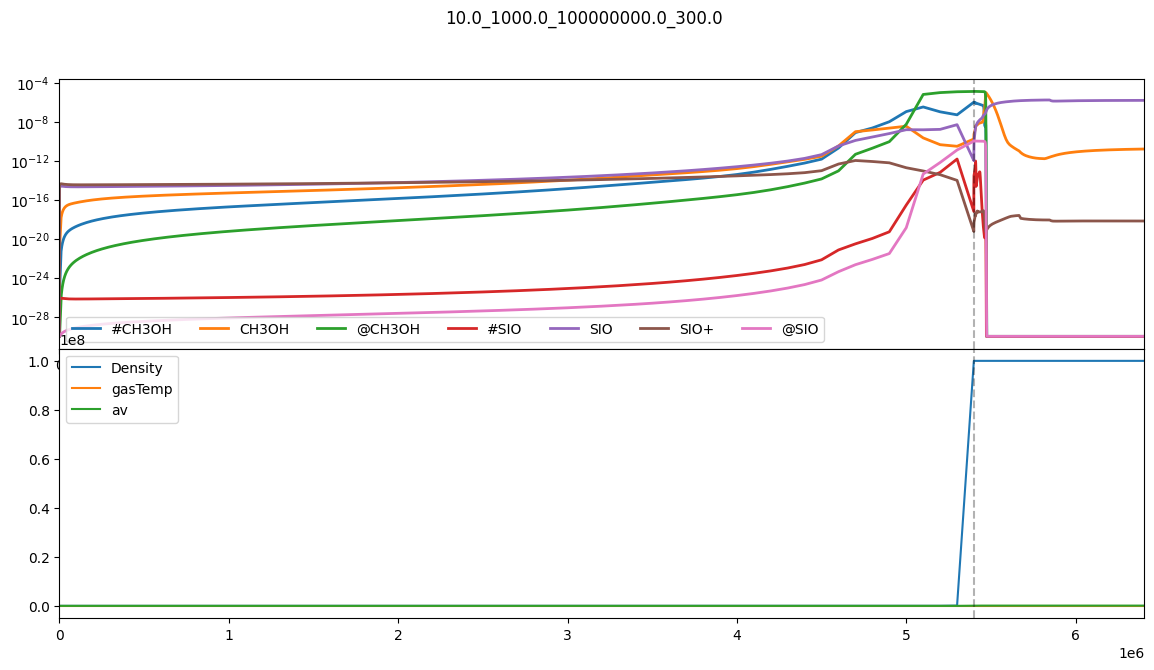 10.0_1000.0_100000000.0_300.0
10⁻⁴
10⁻⁸
10⁻¹²
10⁻¹⁶
10⁻²⁰
10⁻²⁴
10⁻²⁸
#CH3OH CH3OH @CH3OH #SIO SIO SIO+ @SIO
1e8
Density
gasTemp
av
1.0
0.8
0.6
0.4
0.2
0.0
0 1 2 3 4 5 6
1e6